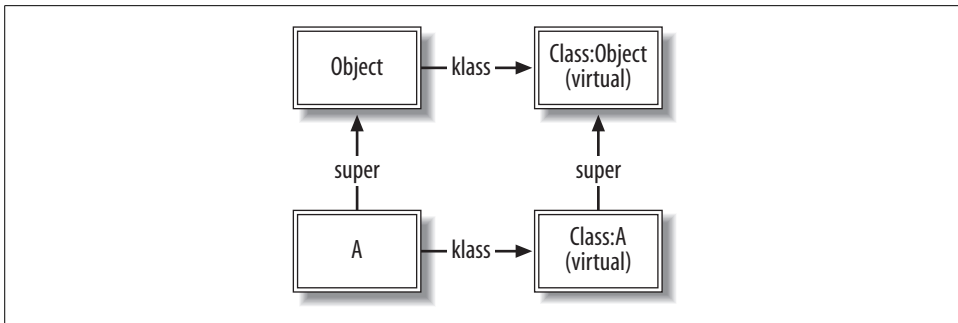 Object
klass
Class:Object
(virtual)
super
super
A
klass
Class:A
(virtual)